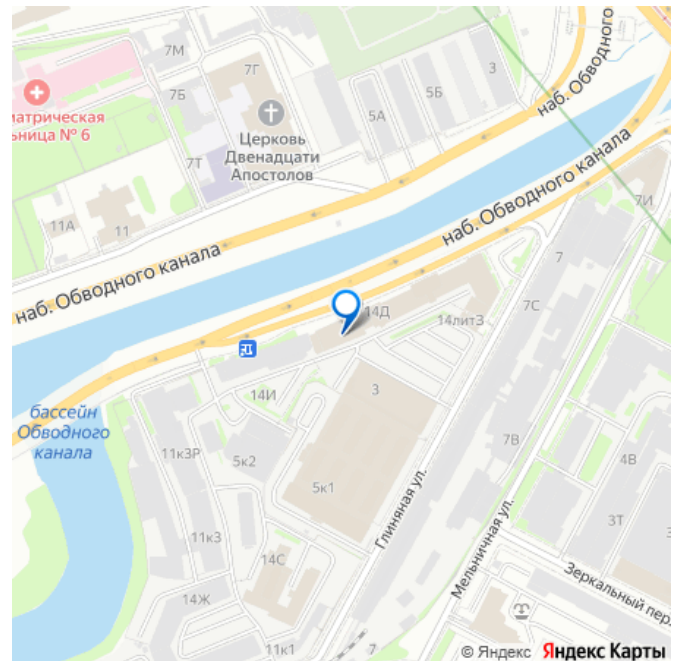 7М
7Г
3
7Б
5Б
5А
наб. Обводного
матрическая
ьница № 6
Церковь
Двенадцати
Апостолов
7Т
наб. Обводного канала
7И
11А
11
наб. Обводного канала
7
7С
14Д
14литЗ
14И
3
бассейн
Обводного
канала
11к3Р
5к2
7В
4В
5к1
Глиняная ул.
Мельничная ул.
3Т
3
11к3
14С
Зеркальный пер.
14Ж
11к1
7
© Яндекс Яндекс Карты